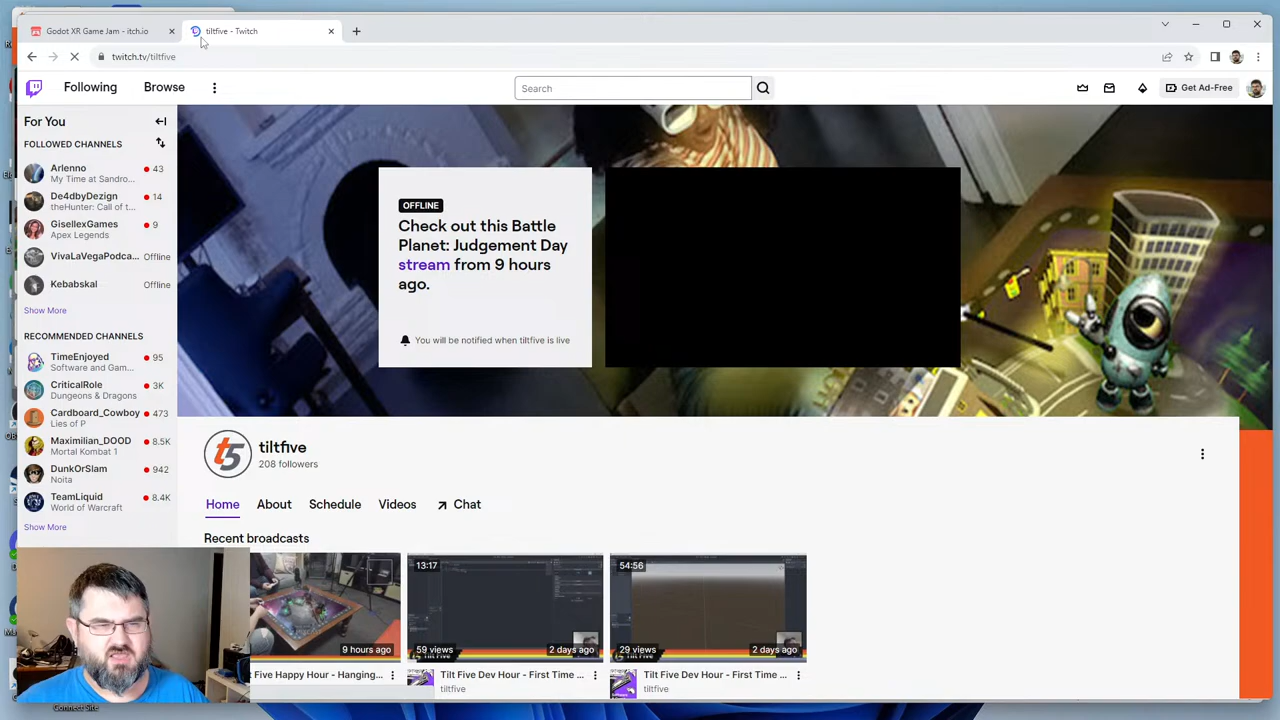 Godot XR Game Jam - itch.io
tiltfive - Twitch
twitch.tv/tiltfive
Following
Browse
Search
Get Ad-Free
For You
FOLLOWED CHANNELS
Arlenno
43
My Time at Sandro...
De4dbyDezign
14
theHunter: Call of t...
GisellexGames
9
Apex Legends
VivaLaVegaPodca...
Offline
Kebabskal
Offline
Show More
RECOMMENDED CHANNELS
TimeEnjoyed
95
Software and Gam...
CriticalRole
3K
Dungeons & Dragons
Cardboard_Cowboy
473
Lies of P
Maximilian_DOOD
8.5K
Mortal Kombat 1
DunkOrSlam
942
Noita
TeamLiquid
8.4K
World of Warcraft
Show More
OFFLINE
Check out this Battle
Planet: Judgement Day
stream from 9 hours
ago.
You will be notified when tiltfive is live
t5
tiltfive
208 followers
Home
About
Schedule
Videos
Chat
Recent broadcasts
9 hours ago
t Five Happy Hour - Hanging...
13:17
59 views
2 days ago
Tilt Five Dev Hour - First Time ...
tiltfive
54:56
29 views
2 days ago
Tilt Five Dev Hour - First Time ...
tiltfive
Connect Site